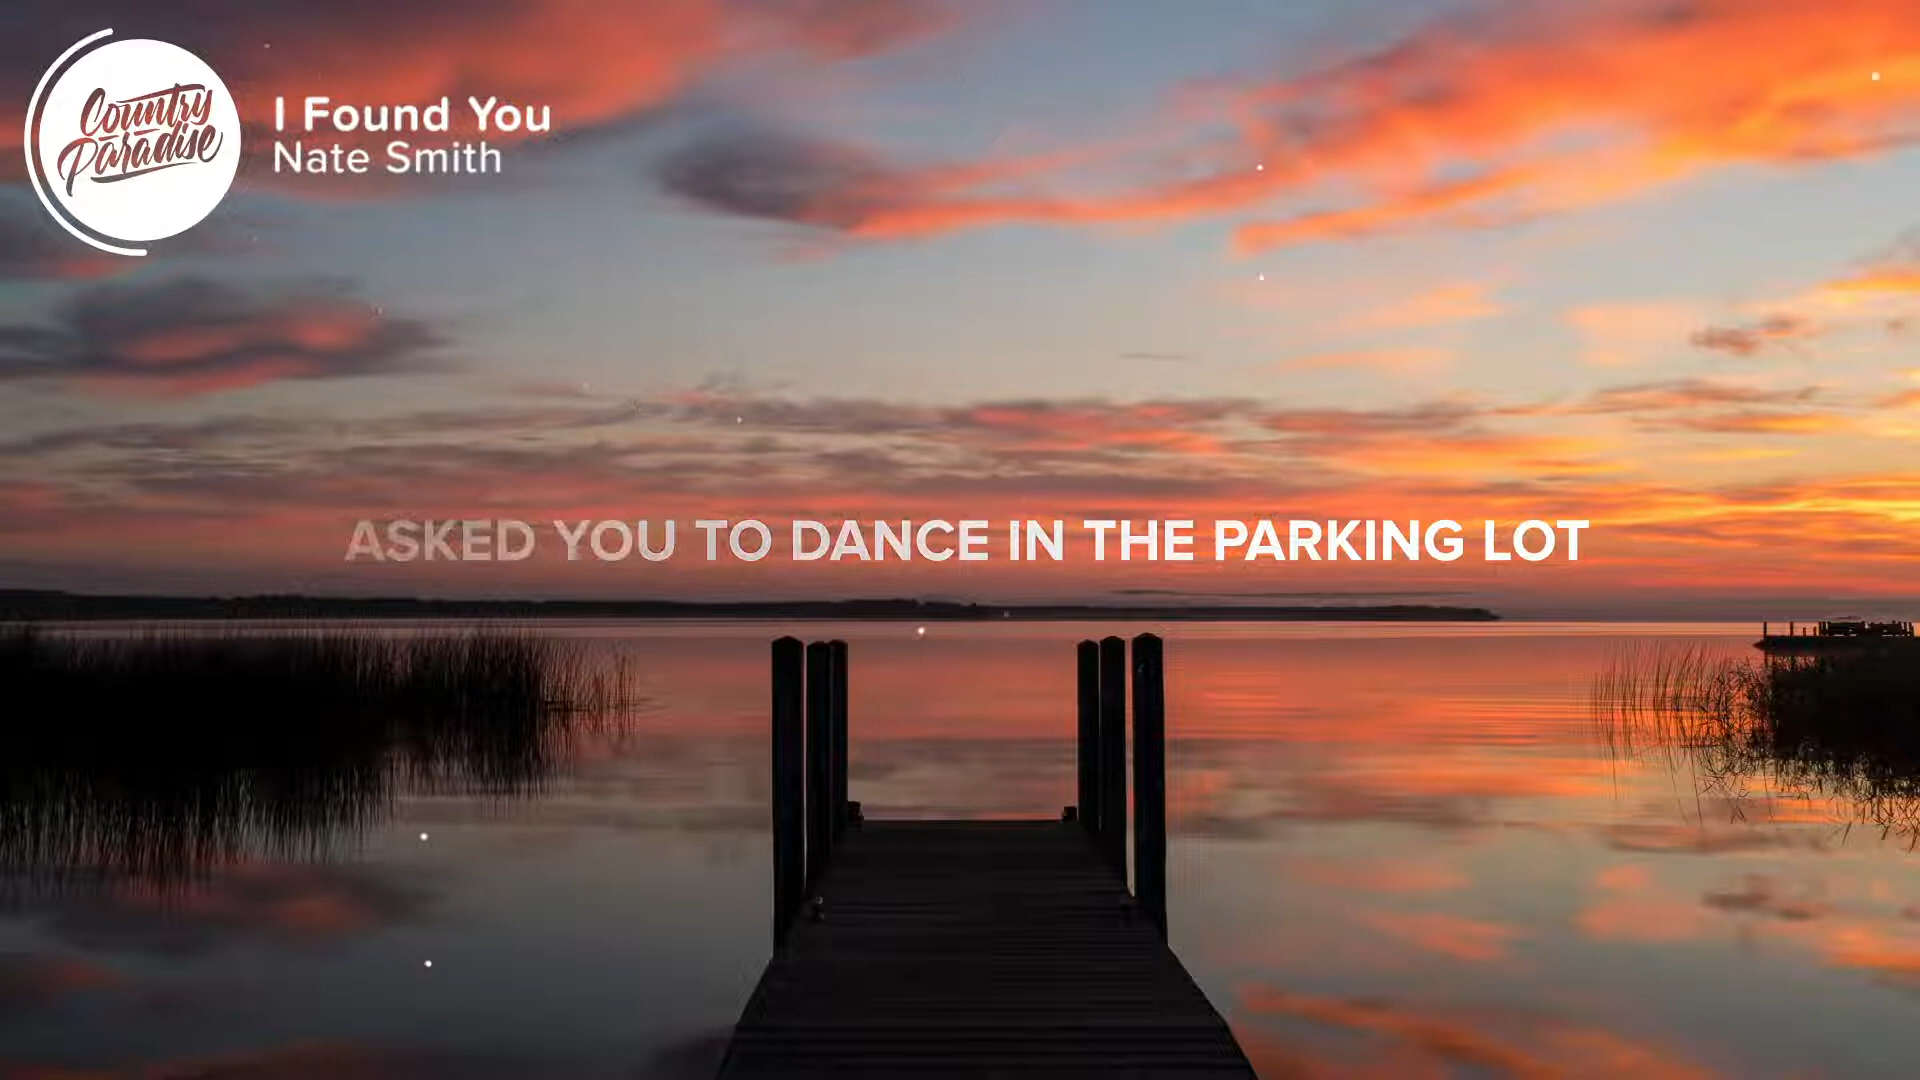 Country
Paradise
I Found You
Nate Smith
ASKED YOU TO DANCE IN THE PARKING LOT